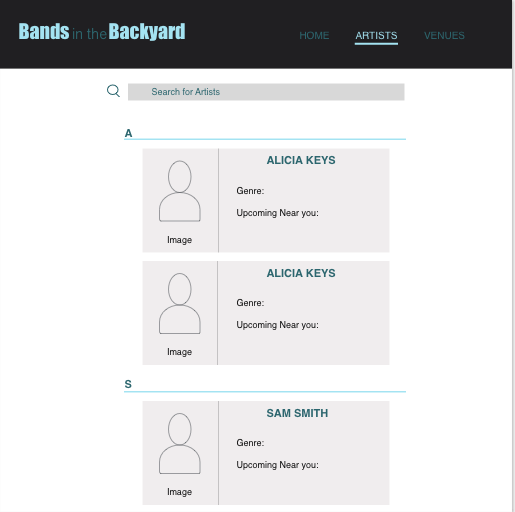 Bands in the Backyard
HOME ARTISTS VENUES
Search for Artists
A
ALICIA KEYS
Genre:
Upcoming Near you:
Image
ALICIA KEYS
Genre:
Upcoming Near you:
Image
S
SAM SMITH
Genre:
Upcoming Near you:
Image